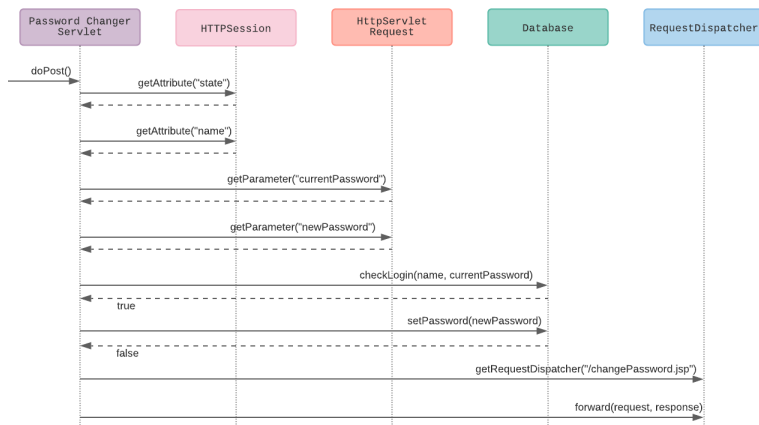 Password Changer
Servlet
HTTPSession
HttpServlet
Request
Database
RequestDispatcher
doPost()
getAttribute("state")
getAttribute("name")
getParameter("currentPassword")
getParameter("newPassword")
checkLogin(name, currentPassword)
true
setPassword(newPassword)
false
getRequestDispatcher("/changePassword.jsp")
forward(request, response)